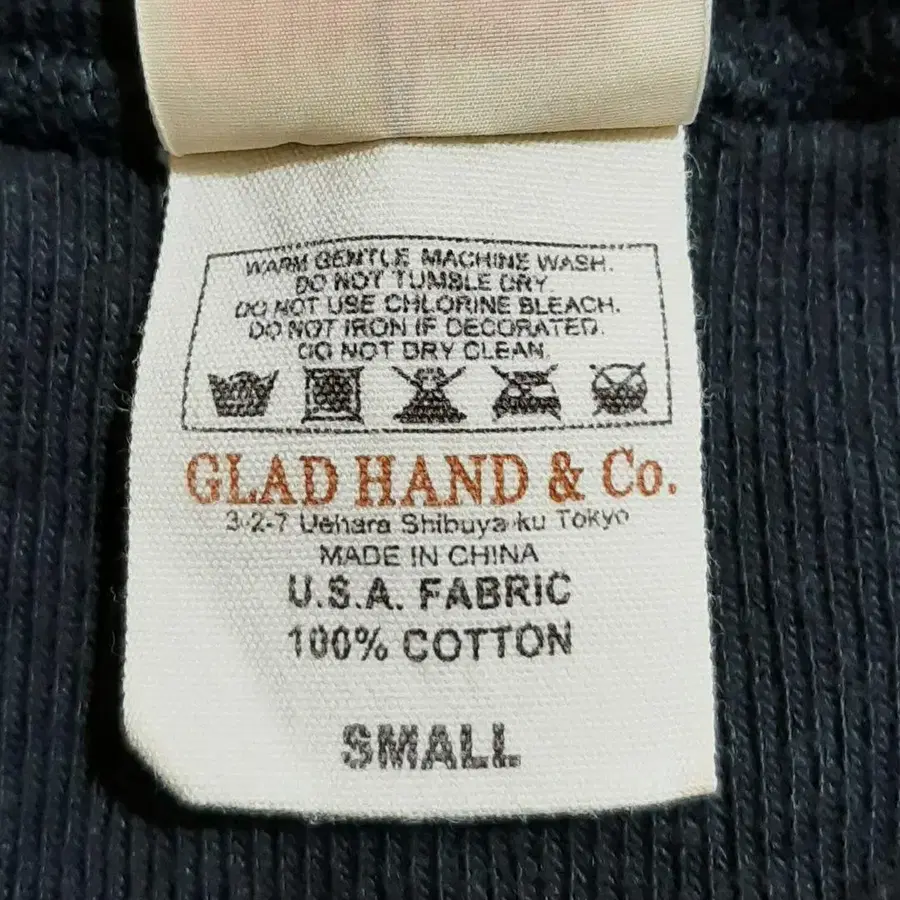 WARM GENTLE MACHINE WASH.
DO NOT TUMBLE DRY.
DO NOT USE CHLORINE BLEACH.
DO NOT IRON IF DECORATED.
DO NOT DRY CLEAN.
GLAD HAND & Co.
3-2-7 Uehara Shibuya-ku Tokyo
MADE IN CHINA
U.S.A. FABRIC
100% COTTON
SMALL